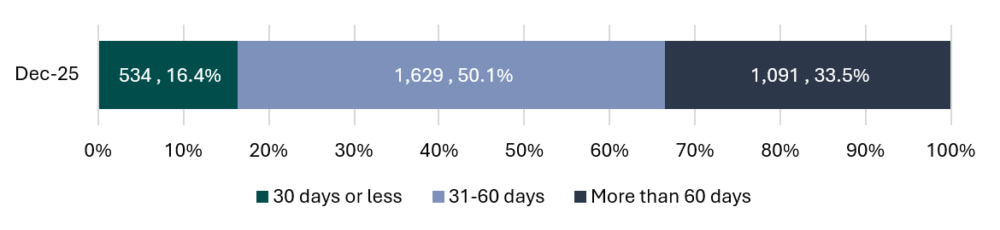 Dec-25 534 , 16.4% 1,629 , 50.1% 1,091 , 33.5%
0% 10% 20% 30% 40% 50% 60% 70% 80% 90% 100%
30 days or less 31-60 days More than 60 days